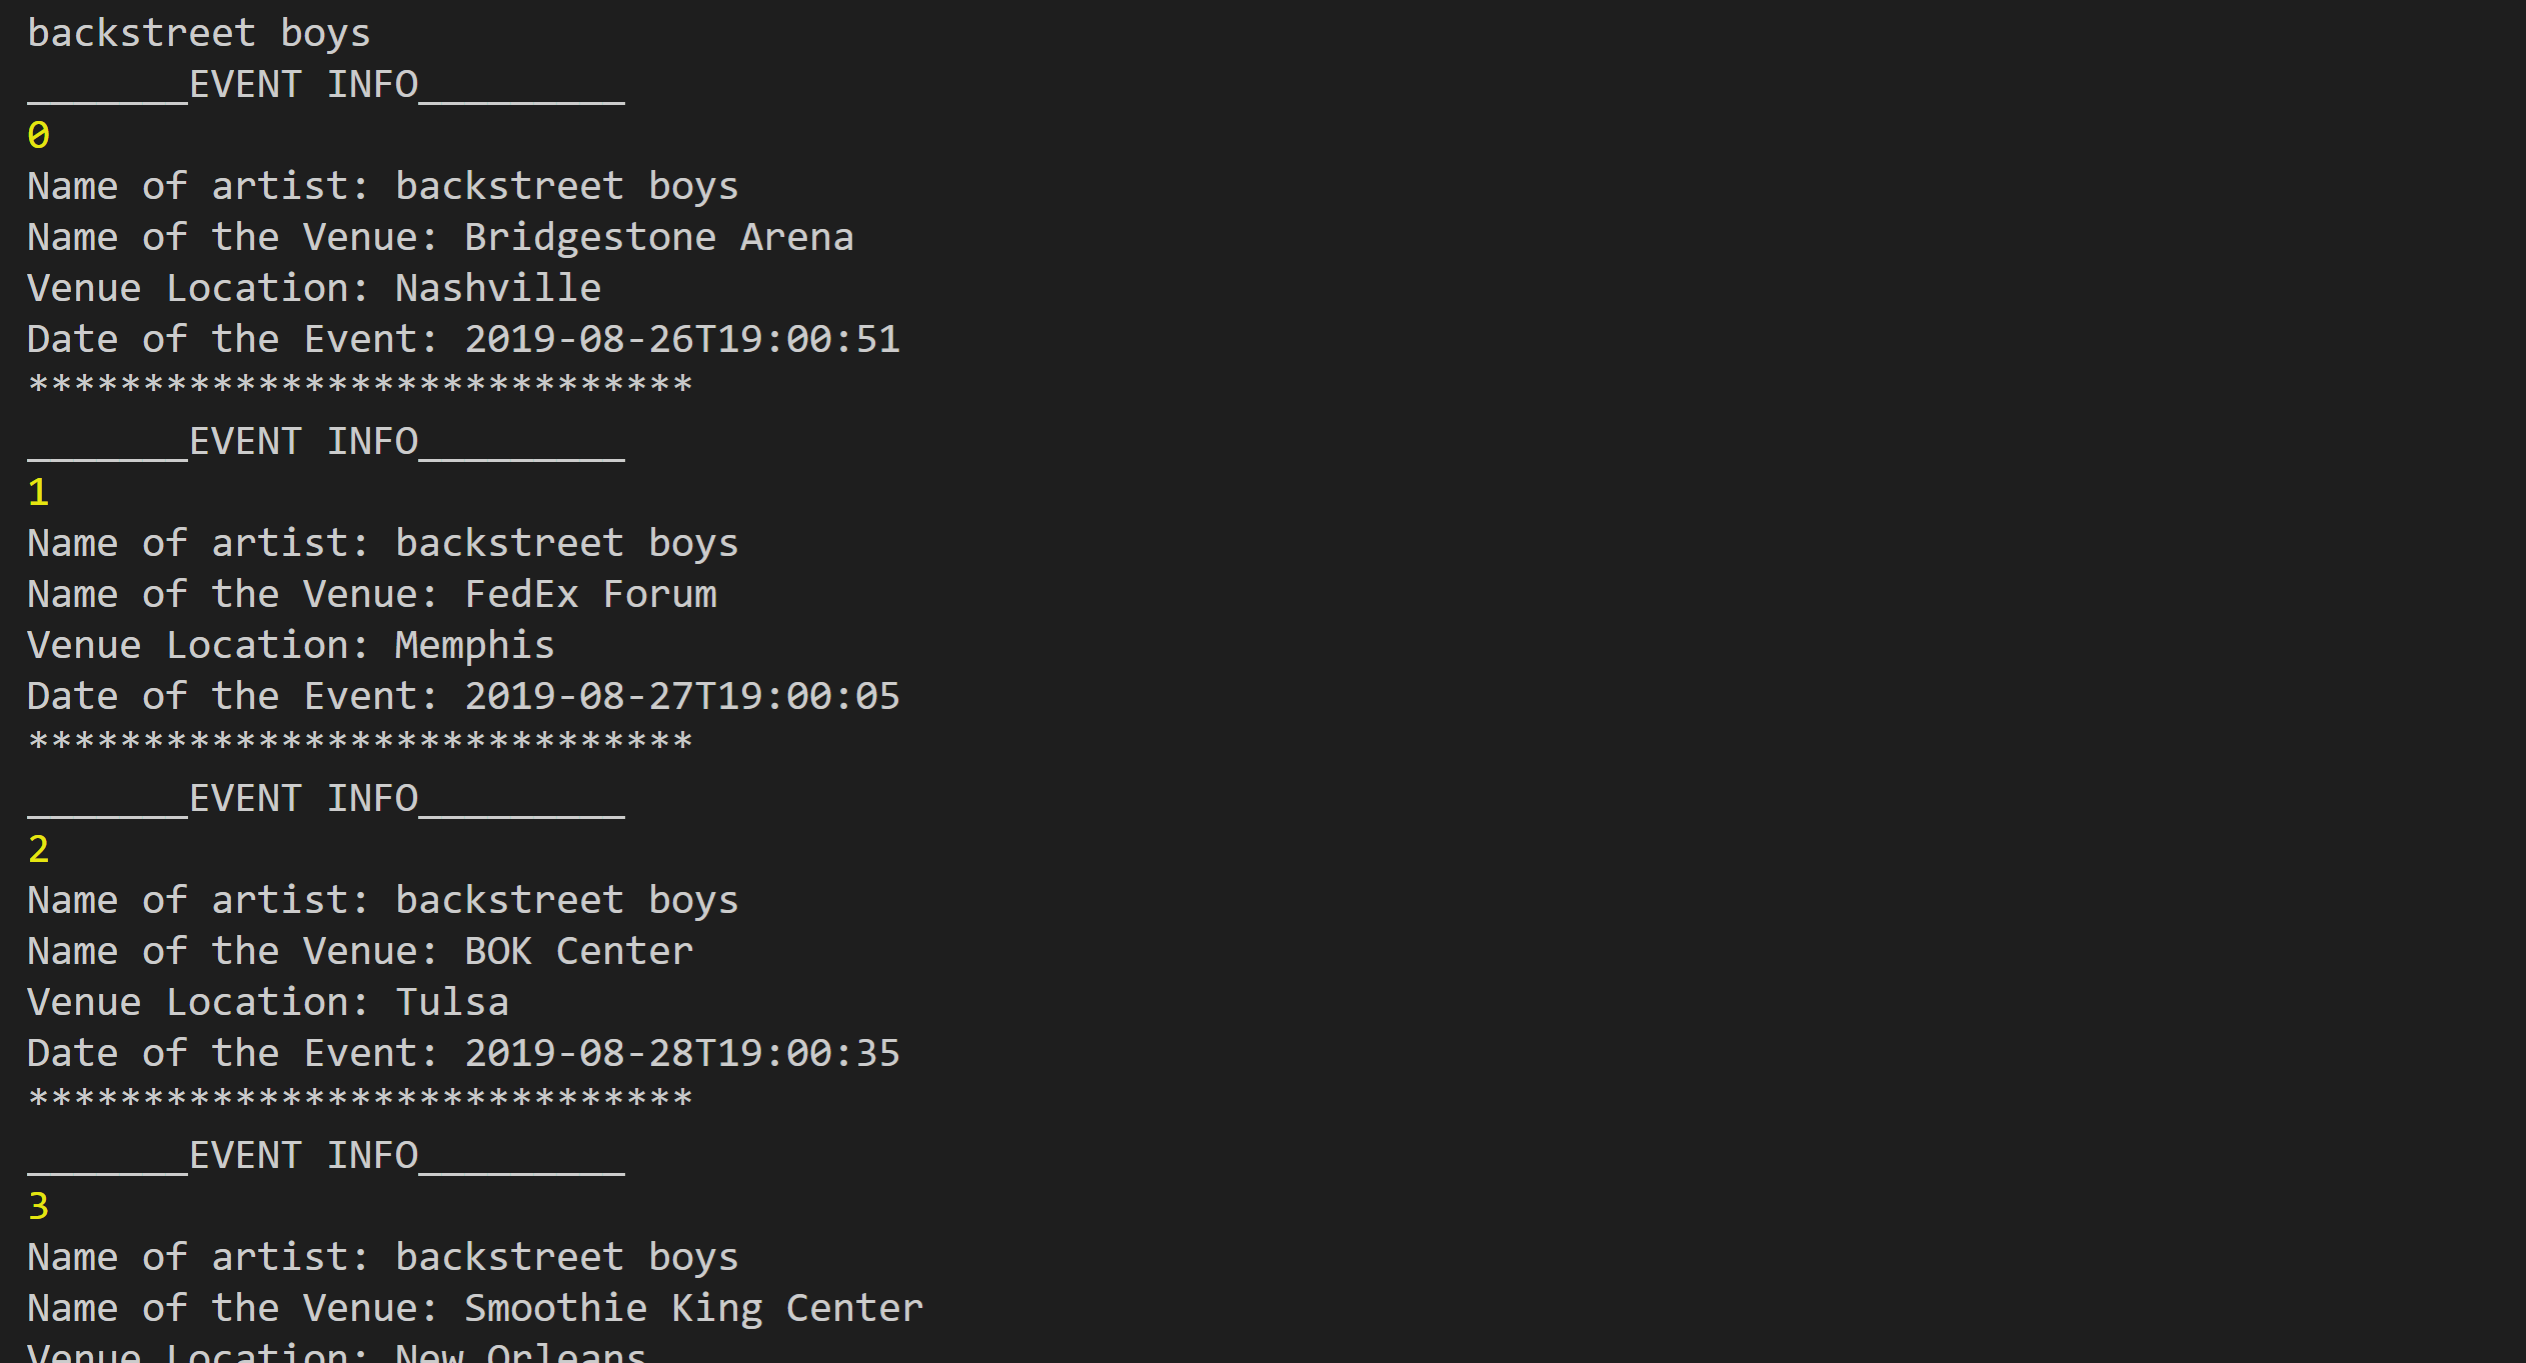 backstreet boys
_______EVENT INFO_________
0
Name of artist: backstreet boys
Name of the Venue: Bridgestone Arena
Venue Location: Nashville
Date of the Event: 2019-08-26T19:00:51
*****************************
_______EVENT INFO_________
1
Name of artist: backstreet boys
Name of the Venue: FedEx Forum
Venue Location: Memphis
Date of the Event: 2019-08-27T19:00:05
*****************************
_______EVENT INFO_________
2
Name of artist: backstreet boys
Name of the Venue: BOK Center
Venue Location: Tulsa
Date of the Event: 2019-08-28T19:00:35
*****************************
_______EVENT INFO_________
3
Name of artist: backstreet boys
Name of the Venue: Smoothie King Center
Venue Location: New Orleans